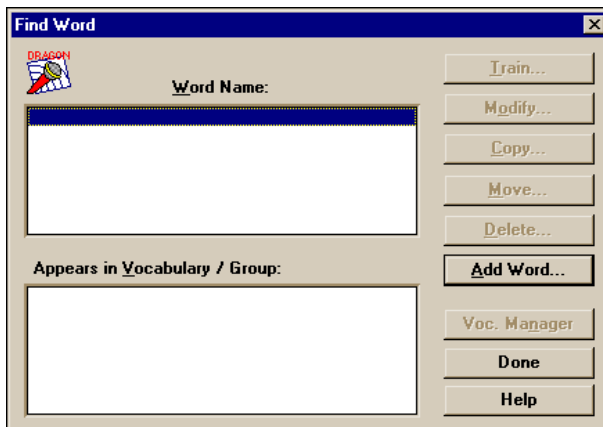 Find Word
DRAGON
Word Name:
Train...
Modify...
Copy...
Move...
Delete...
Appears in Vocabulary / Group:
Add Word...
Voc. Manager
Done
Help